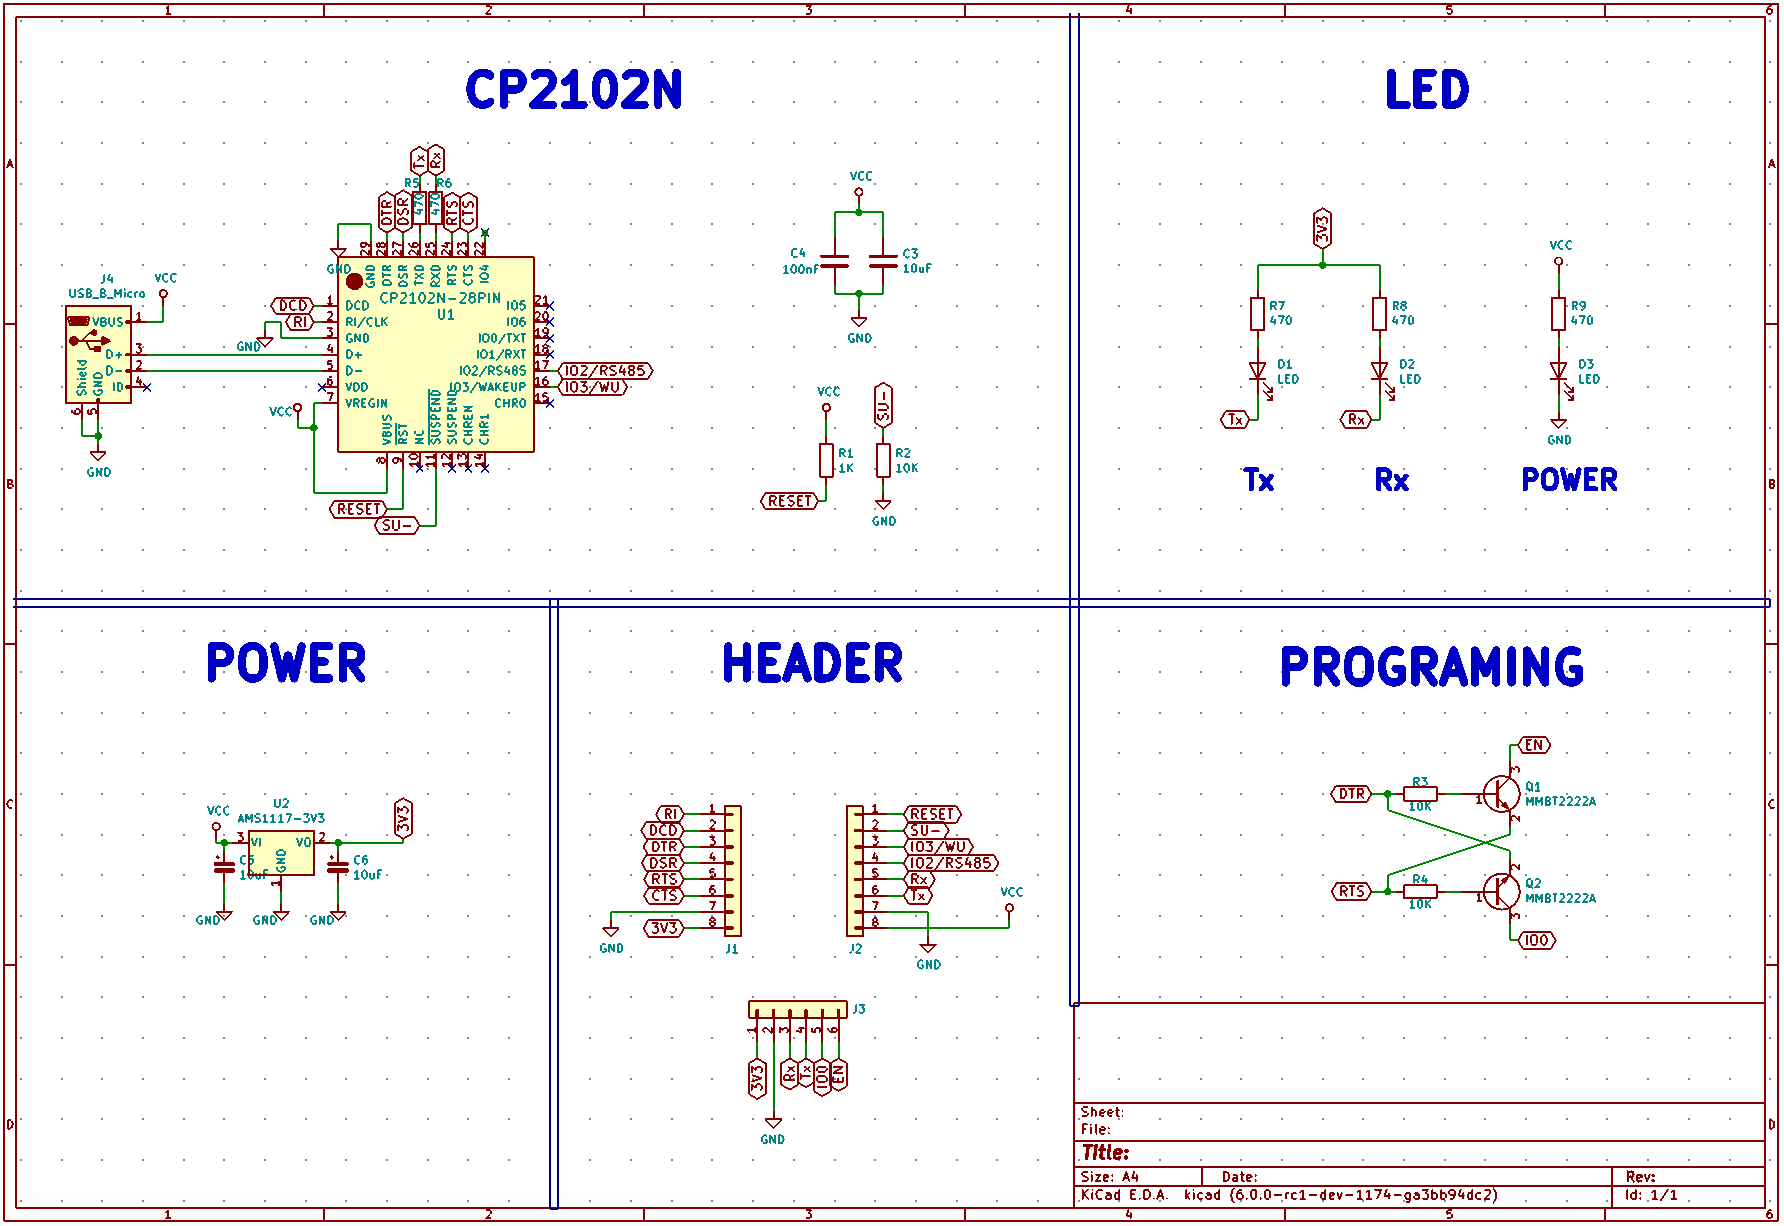 1 2 3 4 5 6
CP2102N
LED
A
A
Tx Rx
R5 R6
470 470
DTR DSR RTS CTS
29 28 27 26 25 24 23 22
GND DTR DSR TXD RXD RTS CTS IO4
GND
CP2102N-28PIN
U1
J4
USB_B_Micro
VCC
VBUS 1
D+ 3
D- 2
ID 4
Shield GND
6 5
GND
DCD 1 DCD
RI 2 RI/CLK
GND 3 GND
4 D+
5 D-
6 VDD
VCC 7 VREGIN
IO5 21
IO6 20
IO0/TXT 19
IO1/RXT 18
IO2/RS485 17 IO2/RS485
IO3/WAKEUP 16 IO3/WU
CHR0 15
VBUS RST NC SUSPEND SUSPEND CHREN CHR1
8 9 10 11 12 13 14
RESET
SU-
VCC
C4
100nF
C3
10uF
GND
VCC
R1
1K
RESET
SU-
R2
10K
GND
3V3
R7
470
D1
LED
Tx
R8
470
D2
LED
Rx
VCC
R9
470
D3
LED
GND
Tx Rx POWER
B
B
POWER
HEADER
PROGRAMING
C
C
VCC
U2
AMS1117-3V3
3V3
3 VI VO 2
GND
1
C5
10uF
C6
10uF
GND GND GND
RI 1
DCD 2
DTR 3
DSR 4
RTS 5
CTS 6
7
3V3 8
GND
J1
1 RESET
2 SU-
3 IO3/WU
4 IO2/RS485
5 Rx
6 Tx
7
8
VCC
J2
GND
J3
1 2 3 4 5 6
3V3 Rx Tx IO0 EN
GND
EN
DTR
R3
10K
1
3
2
Q1
MMBT2222A
RTS
R4
10K
1
2
3
Q2
MMBT2222A
IO0
D
D
Sheet:
File:
Title:
Size: A4 Date: Rev:
KiCad E.D.A. kicad (6.0.0-rc1-dev-1174-ga3bb94dc2) Id: 1/1
1 2 3 4 5 6